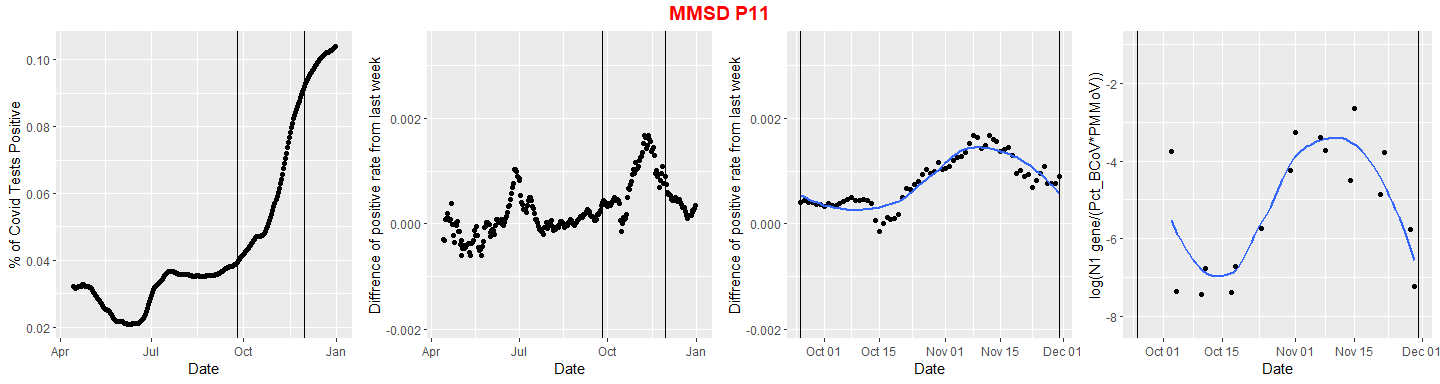 MMSD P11
% of Covid Tests Positive
0.10
0.08
0.06
0.04
0.02
Apr Jul Oct Jan
Date
Diffrence of positive rate from last week
0.002
0.000
-0.002
Apr Jul Oct Jan
Date
Diffrence of positive rate from last week
0.002
0.000
-0.002
Oct 01 Oct 15 Nov 01 Nov 15 Dec 01
Date
log(N1 gene/(Pct_BCoV*PMMoV))
-2
-4
-6
-8
Oct 01 Oct 15 Nov 01 Nov 15 Dec 01
Date